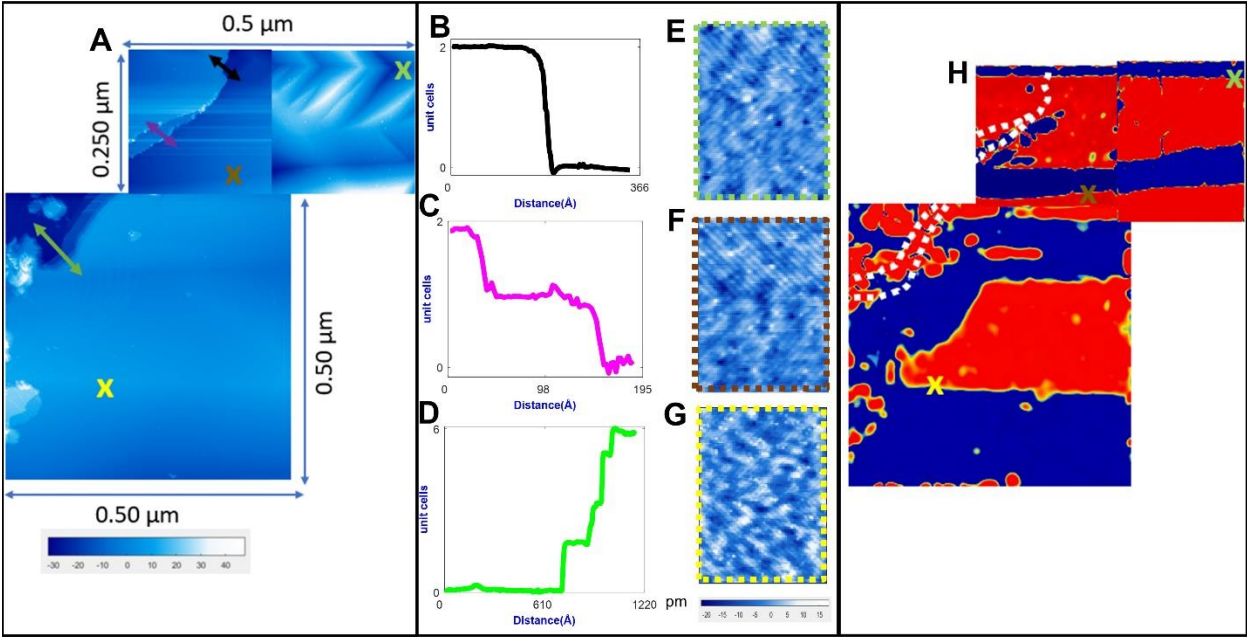 A
0.5 µm
0.250 µm
X
X
X
0.50 µm
0.50 µm
-30 -20 -10 0 10 20 30 40
B
2
unit cells
0
0 366
Distance(Å)
C
2
unit cells
0
0 98 195
Distance(Å)
D
6
unit cells
0
0 610 1220
Distance(Å)
E
F
G
pm
-20 -15 -10 -5 0 5 10 15
H
X
X
X